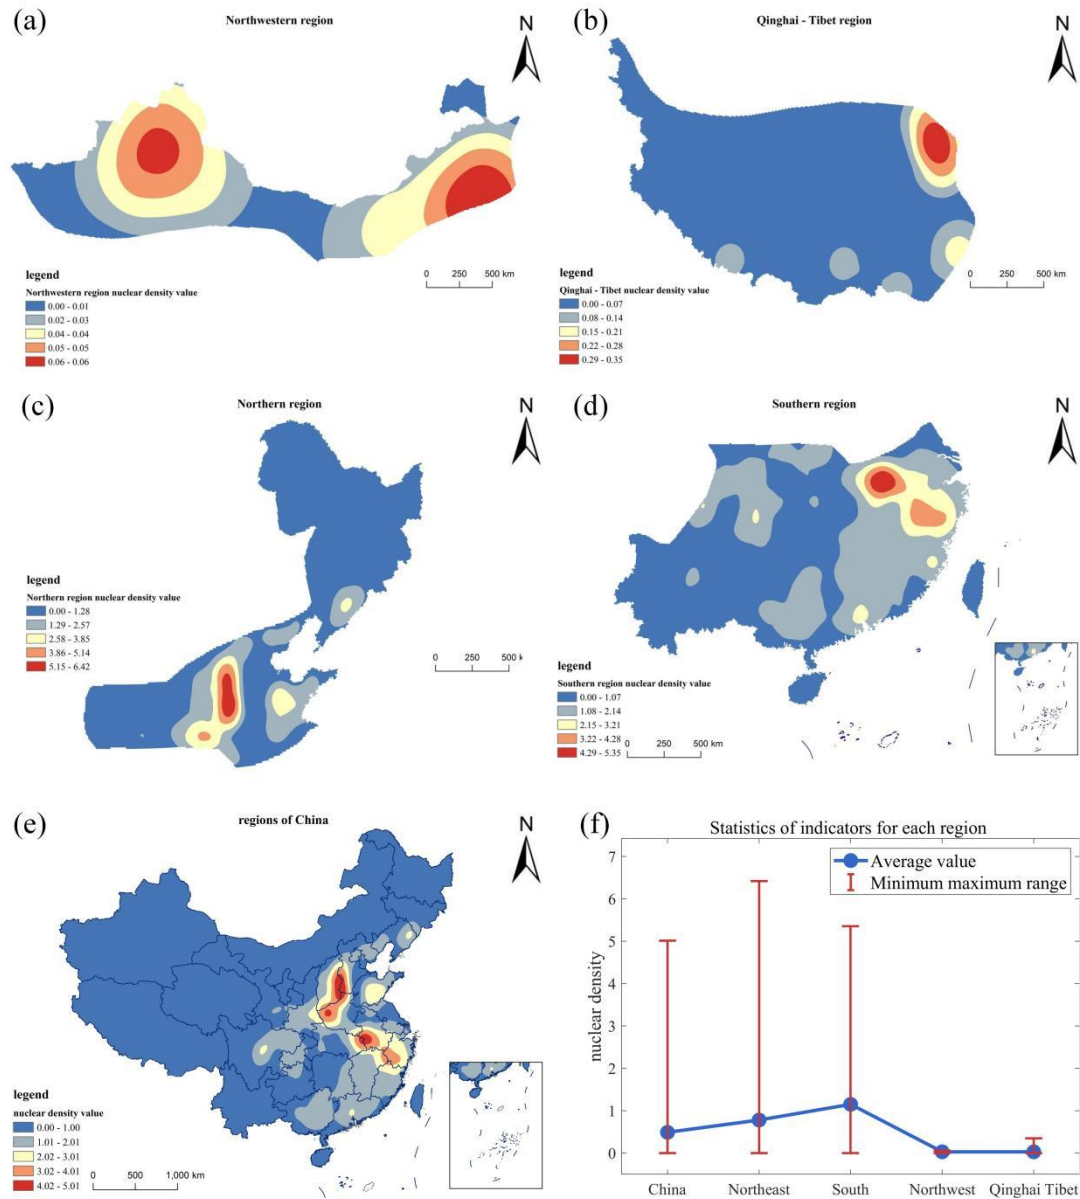 (a)
Northwestern region
N
legend
Northwestern region nuclear density value
0.00 - 0.01
0.02 - 0.03
0.04 - 0.04
0.05 - 0.05
0.06 - 0.06
0 250 500 km
(b)
Qinghai - Tibet region
N
legend
Qinghai - Tibet nuclear density value
0.00 - 0.07
0.08 - 0.14
0.15 - 0.21
0.22 - 0.28
0.29 - 0.35
0 250 500 km
(c)
Northern region
N
legend
Northern region nuclear density value
0.00 - 1.28
1.29 - 2.57
2.58 - 3.85
3.86 - 5.14
5.15 - 6.42
0 250 500 k
(d)
Southern region
N
legend
Southern region nuclear density value
0.00 - 1.07
1.08 - 2.14
2.15 - 3.21
3.22 - 4.28
4.29 - 5.35
0 250 500 km
(e)
regions of China
N
legend
nuclear density value
0.00 - 1.00
1.01 - 2.01
2.02 - 3.01
3.02 - 4.01
4.02 - 5.01
0 500 1,000 km
(f)
Statistics of indicators for each region
Average value
Minimum maximum range
nuclear density
7
6
5
4
3
2
1
0
China Northeast South Northwest Qinghai Tibet